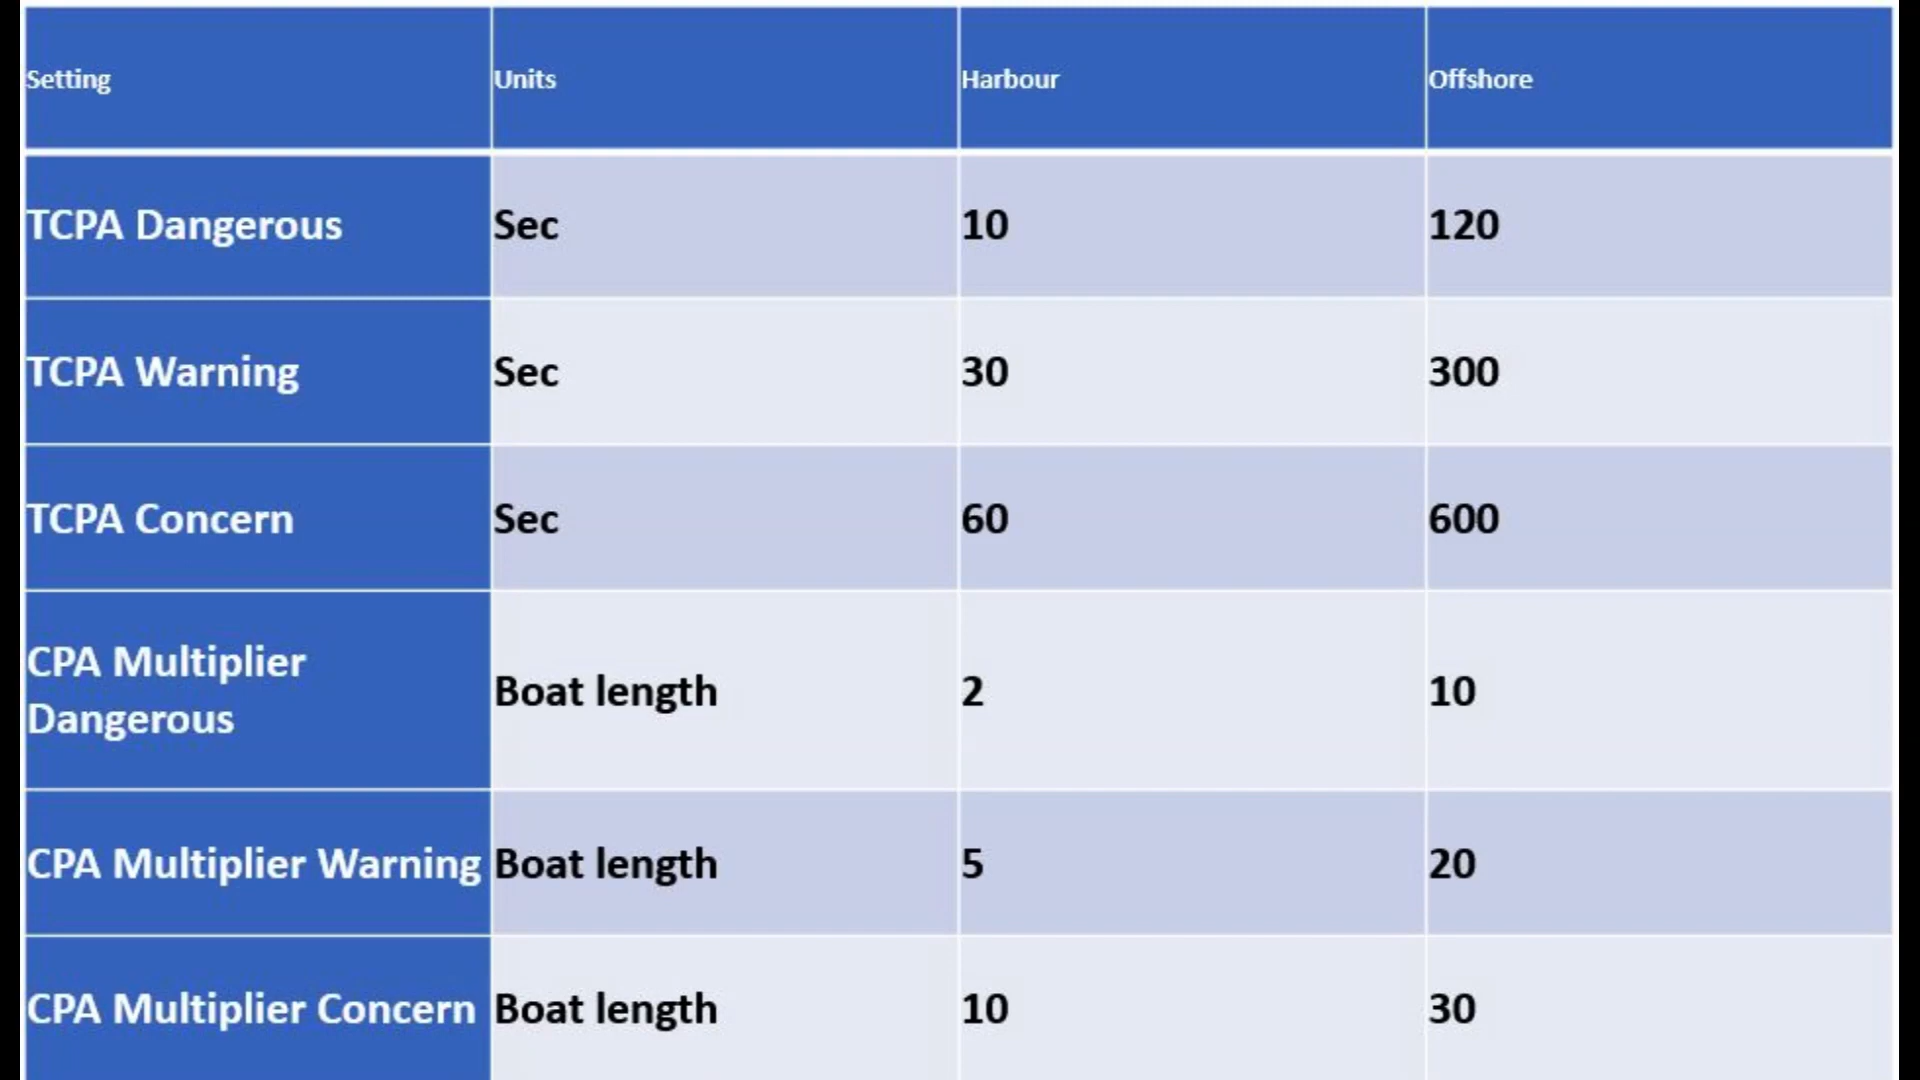 Setting Units Harbour Offshore
TCPA Dangerous Sec 10 120
TCPA Warning Sec 30 300
TCPA Concern Sec 60 600
CPA Multiplier
Dangerous Boat length 2 10
CPA Multiplier Warning Boat length 5 20
CPA Multiplier Concern Boat length 10 30